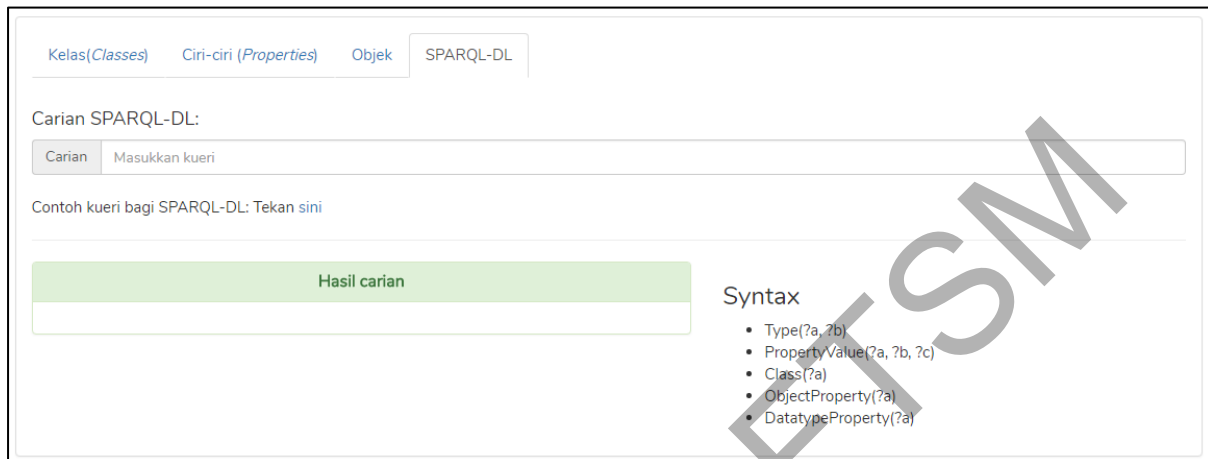 Kelas(Classes) Ciri-ciri (Properties) Objek SPARQL-DL
Carian SPARQL-DL:
Carian Masukkan kueri
Contoh kueri bagi SPARQL-DL: Tekan sini
Hasil carian
Syntax
Type(?a, ?b)
PropertyValue(?a, ?b, ?c)
Class(?a)
ObjectProperty(?a)
DatatypeProperty(?a)
ETSM